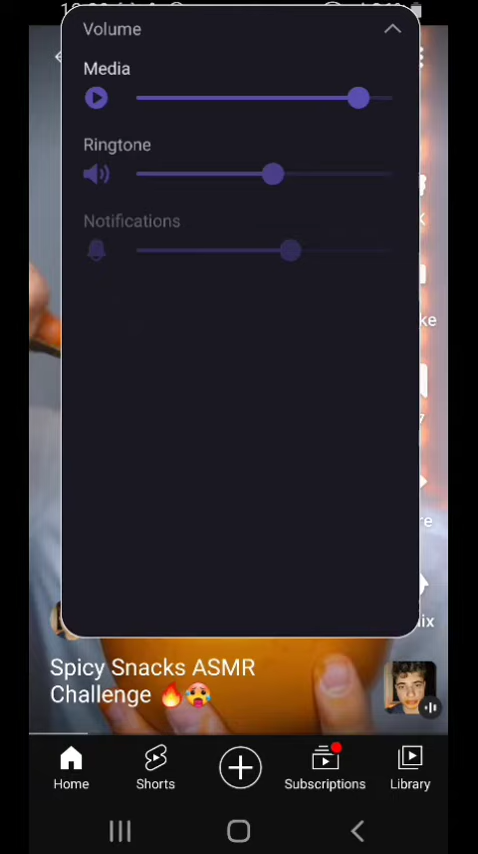 Volume
Media
Ringtone
Notifications
Spicy Snacks ASMR
Challenge 🔥🥵
Home
Shorts
Subscriptions
Library